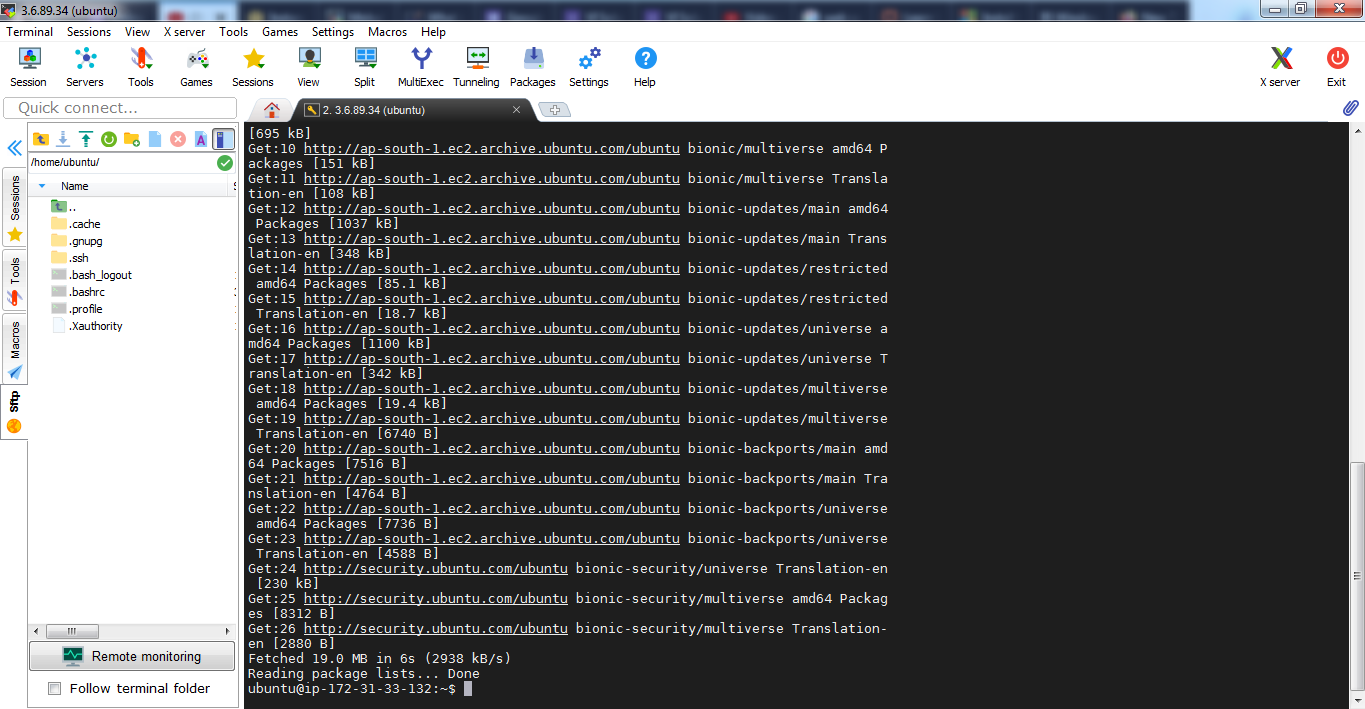 3.6.89.34 (ubuntu)
Terminal Sessions View X server Tools Games Settings Macros Help
Session Servers Tools Games Sessions View Split MultiExec Tunneling Packages Settings Help X server Exit
Quick connect...
2. 3.6.89.34 (ubuntu)
/home/ubuntu/
Name
..
.cache
.gnupg
.ssh
.bash_logout
.bashrc
.profile
.Xauthority
Sessions
Tools
Macros
Sftp
Remote monitoring
Follow terminal folder
[695 kB]
Get:10 http://ap-south-1.ec2.archive.ubuntu.com/ubuntu bionic/multiverse amd64 P
ackages [151 kB]
Get:11 http://ap-south-1.ec2.archive.ubuntu.com/ubuntu bionic/multiverse Transla
tion-en [108 kB]
Get:12 http://ap-south-1.ec2.archive.ubuntu.com/ubuntu bionic-updates/main amd64
 Packages [1037 kB]
Get:13 http://ap-south-1.ec2.archive.ubuntu.com/ubuntu bionic-updates/main Trans
lation-en [348 kB]
Get:14 http://ap-south-1.ec2.archive.ubuntu.com/ubuntu bionic-updates/restricted
 amd64 Packages [85.1 kB]
Get:15 http://ap-south-1.ec2.archive.ubuntu.com/ubuntu bionic-updates/restricted
 Translation-en [18.7 kB]
Get:16 http://ap-south-1.ec2.archive.ubuntu.com/ubuntu bionic-updates/universe a
md64 Packages [1100 kB]
Get:17 http://ap-south-1.ec2.archive.ubuntu.com/ubuntu bionic-updates/universe T
ranslation-en [342 kB]
Get:18 http://ap-south-1.ec2.archive.ubuntu.com/ubuntu bionic-updates/multiverse
 amd64 Packages [19.4 kB]
Get:19 http://ap-south-1.ec2.archive.ubuntu.com/ubuntu bionic-updates/multiverse
 Translation-en [6740 B]
Get:20 http://ap-south-1.ec2.archive.ubuntu.com/ubuntu bionic-backports/main amd
64 Packages [7516 B]
Get:21 http://ap-south-1.ec2.archive.ubuntu.com/ubuntu bionic-backports/main Tra
nslation-en [4764 B]
Get:22 http://ap-south-1.ec2.archive.ubuntu.com/ubuntu bionic-backports/universe
 amd64 Packages [7736 B]
Get:23 http://ap-south-1.ec2.archive.ubuntu.com/ubuntu bionic-backports/universe
 Translation-en [4588 B]
Get:24 http://security.ubuntu.com/ubuntu bionic-security/universe Translation-en
 [230 kB]
Get:25 http://security.ubuntu.com/ubuntu bionic-security/multiverse amd64 Packag
es [8312 B]
Get:26 http://security.ubuntu.com/ubuntu bionic-security/multiverse Translation-
en [2880 B]
Fetched 19.0 MB in 6s (2938 kB/s)
Reading package lists... Done
ubuntu@ip-172-31-33-132:~$